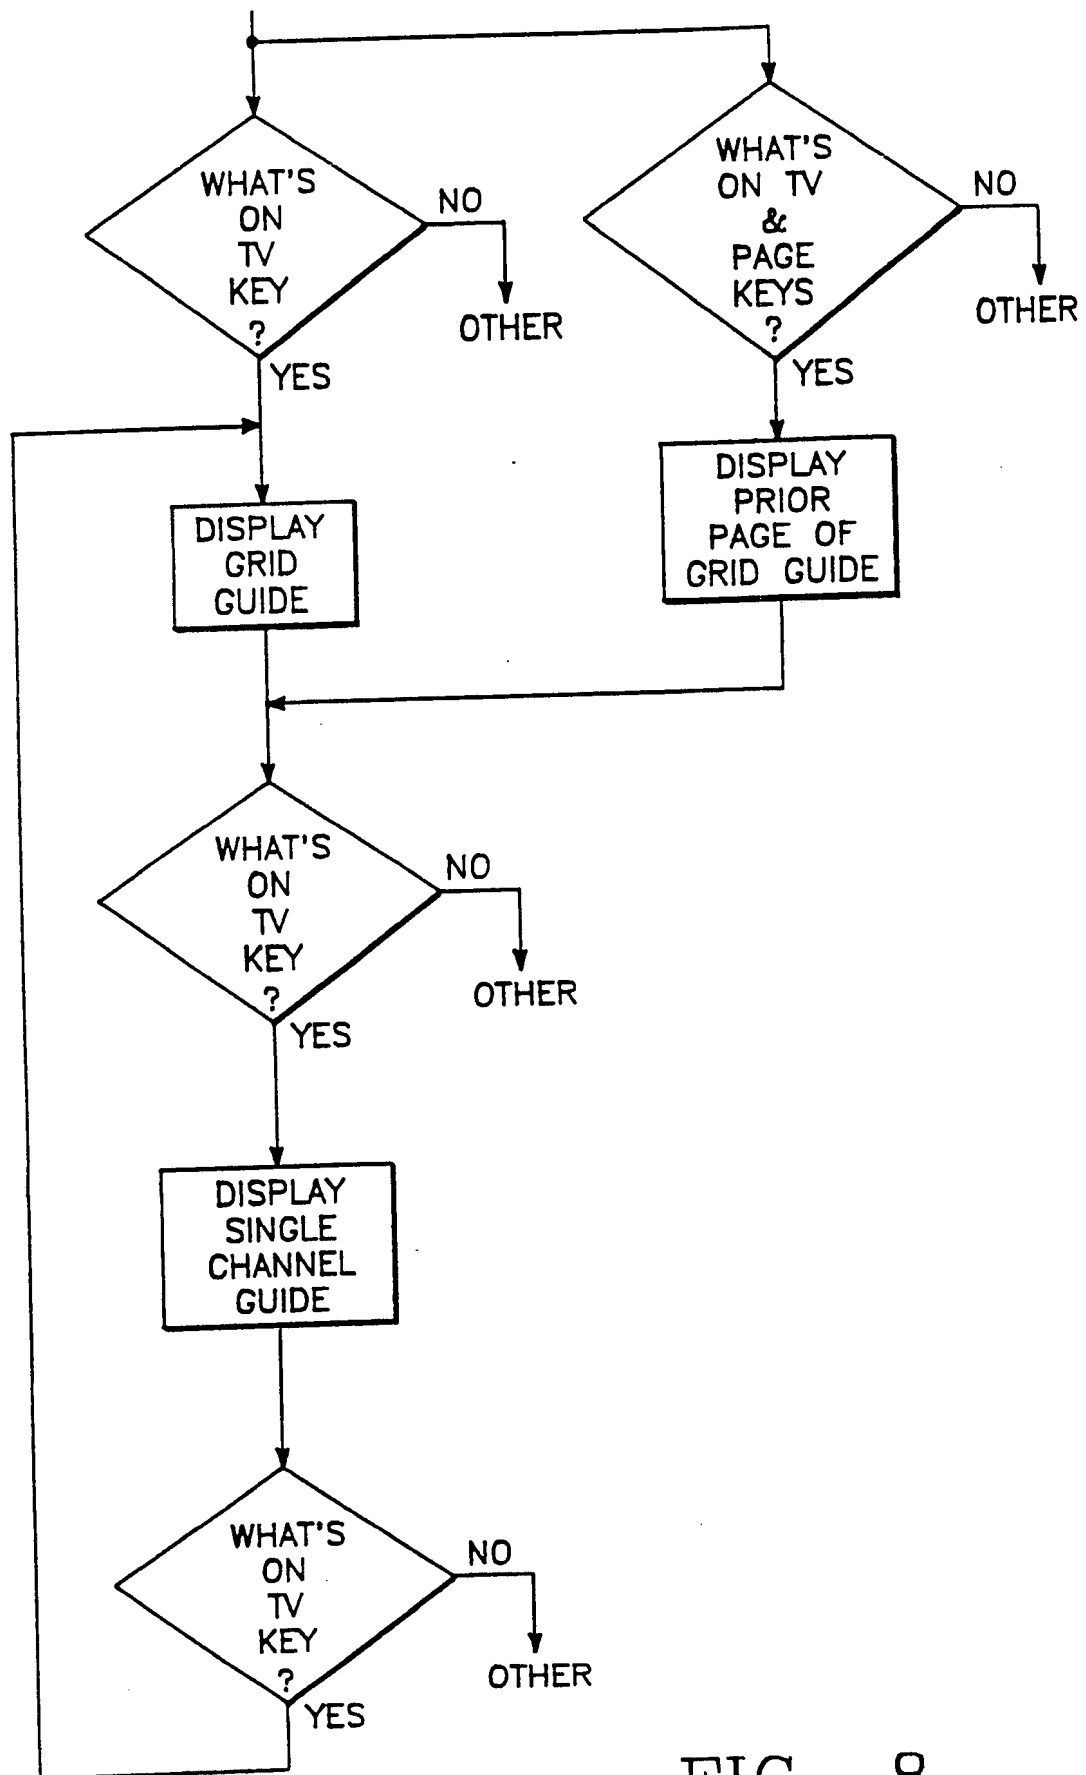 WHAT'S
ON
TV
KEY
?
NO
OTHER
YES
WHAT'S
ON TV
&
PAGE
KEYS
?
NO
OTHER
YES
DISPLAY
GRID
GUIDE
DISPLAY
PRIOR
PAGE OF
GRID GUIDE
WHAT'S
ON
TV
KEY
?
NO
OTHER
YES
DISPLAY
SINGLE
CHANNEL
GUIDE
WHAT'S
ON
TV
KEY
?
NO
OTHER
YES
FIG. 8